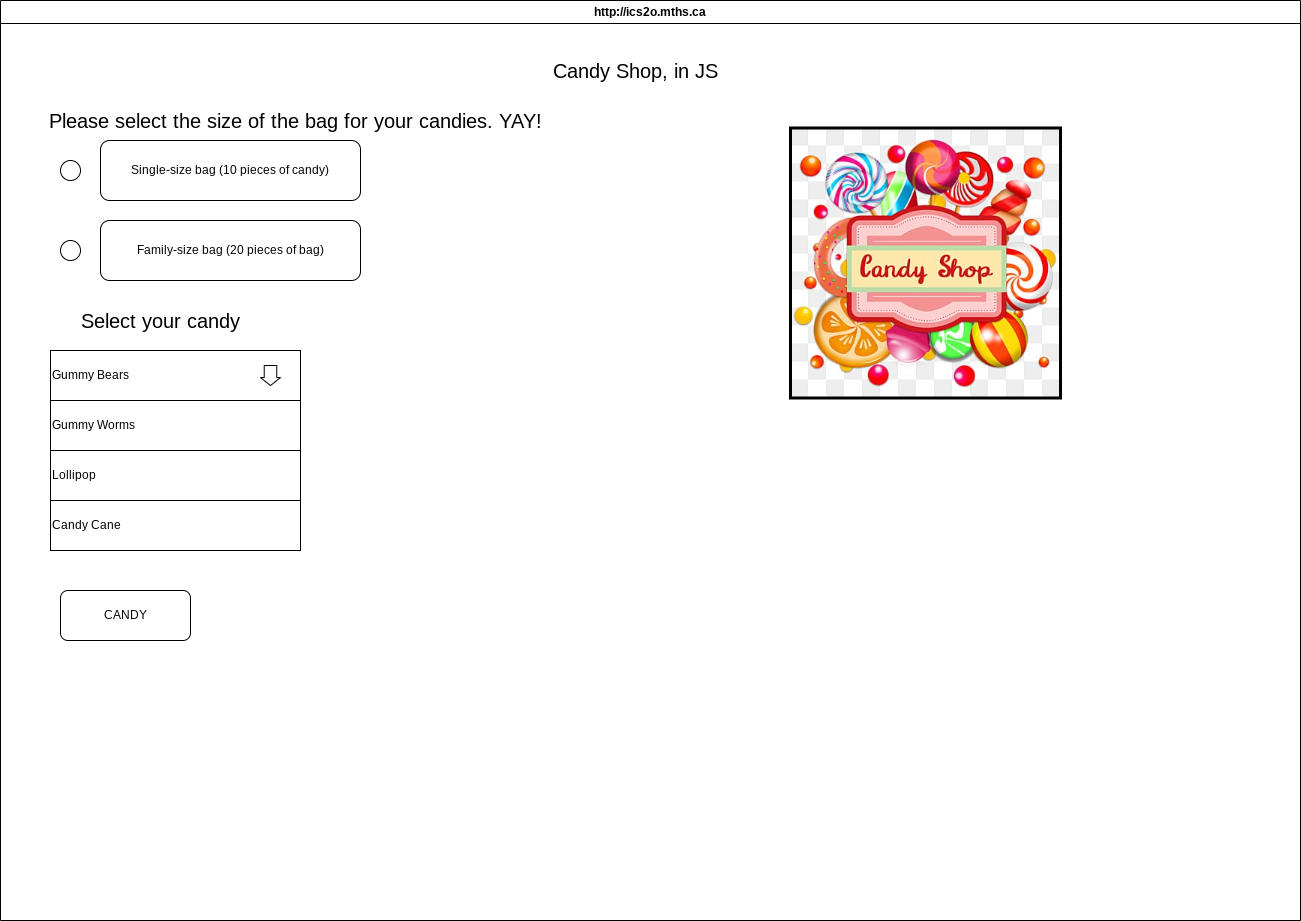 http://ics2o.mths.ca
Candy Shop, in JS
Please select the size of the bag for your candies. YAY!
Single-size bag (10 pieces of candy)
Family-size bag (20 pieces of bag)
Candy Shop
Select your candy
Gummy Bears
Gummy Worms
Lollipop
Candy Cane
CANDY